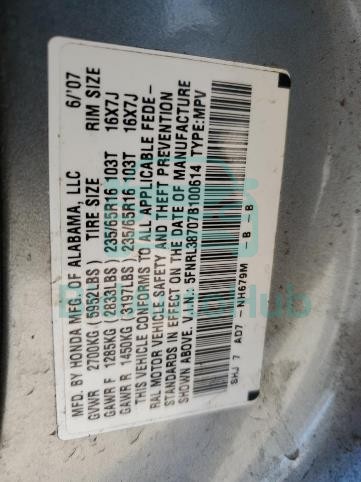 MFD. BY HONDA MFG. OF ALABAMA, LLC 6/'07
GVWR 2700KG(5952LBS) TIRE SIZE RIM SIZE
GAWR F 1285KG(2833LBS) 235/65R16 103T 16X7J
GAWR R 1450KG(3197LBS) 235/65R16 103T 16X7J
THIS VEHICLE CONFORMS TO ALL APPLICABLE FEDE-
RAL MOTOR VEHICLE SAFETY AND THEFT PREVENTION
STANDARDS IN EFFECT ON THE DATE OF MANUFACTURE
SHOWN ABOVE. V.I.N.: 5FNRL38707B100614 TYPE:MPV
SHJ 7 AD7 - NH679M - B - B